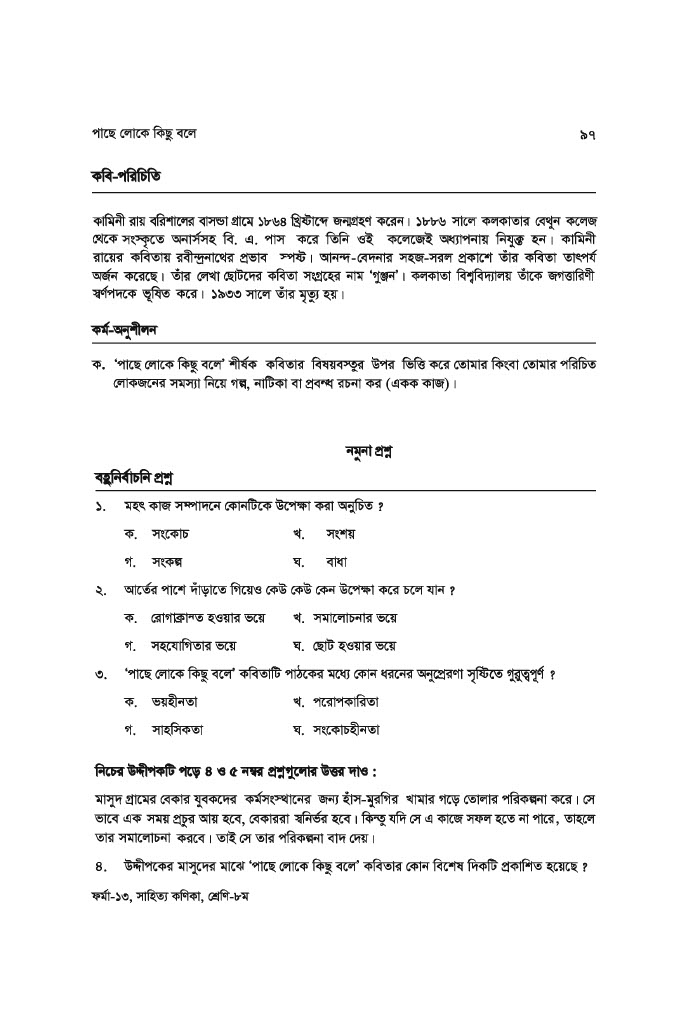 পাছে লোকে কিছু বলে ৯৭
কবি-পরিচিতি
কামিনী রায় বরিশালের বাসন্ডা গ্রামে ১৮৬৪ খ্রিষ্টাব্দে জন্মগ্রহণ করেন। ১৮৮৬ সালে কলকাতার বেথুন কলেজ
থেকে সংস্কৃতে অনার্সসহ বি. এ. পাস করে তিনি ওই কলেজেই অধ্যাপনায় নিযুক্ত হন। কামিনী
রায়ের কবিতায় রবীন্দ্রনাথের প্রভাব স্পষ্ট। আনন্দ-বেদনার সহজ-সরল প্রকাশে তাঁর কবিতা তাৎপর্য
অর্জন করেছে। তাঁর লেখা ছোটদের কবিতা সংগ্রহের নাম ‘গুঞ্জন’। কলকাতা বিশ্ববিদ্যালয় তাঁকে জগত্তারিণী
স্বর্ণপদকে ভূষিত করে। ১৯৩৩ সালে তাঁর মৃত্যু হয়।
কর্ম-অনুশীলন
ক. ‘পাছে লোকে কিছু বলে’ শীর্ষক কবিতার বিষয়বস্তুর উপর ভিত্তি করে তোমার কিংবা তোমার পরিচিত
লোকজনের সমস্যা নিয়ে গল্প, নাটিকা বা প্রবন্ধ রচনা কর (একক কাজ)।
নমুনা প্রশ্ন
বহুনির্বাচনি প্রশ্ন
১. মহৎ কাজ সম্পাদনে কোনটিকে উপেক্ষা করা অনুচিত ?
ক. সংকোচ খ. সংশয়
গ. সংকল্প ঘ. বাধা
২. আর্তের পাশে দাঁড়াতে গিয়েও কেউ কেউ কেন উপেক্ষা করে চলে যান ?
ক. রোগাক্রান্ত হওয়ার ভয়ে খ. সমালোচনার ভয়ে
গ. সহযোগিতার ভয়ে ঘ. ছোট হওয়ার ভয়ে
৩. ‘পাছে লোকে কিছু বলে’ কবিতাটি পাঠকের মধ্যে কোন ধরনের অনুপ্রেরণা সৃষ্টিতে গুরুত্বপূর্ণ ?
ক. ভয়হীনতা খ. পরোপকারিতা
গ. সাহসিকতা ঘ. সংকোচহীনতা
নিচের উদ্দীপকটি পড়ে ৪ ও ৫ নম্বর প্রশ্নগুলোর উত্তর দাও :
মাসুদ গ্রামের বেকার যুবকদের কর্মসংস্থানের জন্য হাঁস-মুরগির খামার গড়ে তোলার পরিকল্পনা করে। সে
ভাবে এক সময় প্রচুর আয় হবে, বেকাররা স্বনির্ভর হবে। কিন্তু যদি সে এ কাজে সফল হতে না পারে, তাহলে
তার সমালোচনা করবে। তাই সে তার পরিকল্পনা বাদ দেয়।
৪. উদ্দীপকের মাসুদের মাঝে ‘পাছে লোকে কিছু বলে’ কবিতার কোন বিশেষ দিকটি প্রকাশিত হয়েছে ?
ফর্মা-১৩, সাহিত্য কণিকা, শ্রেণি-৮ম